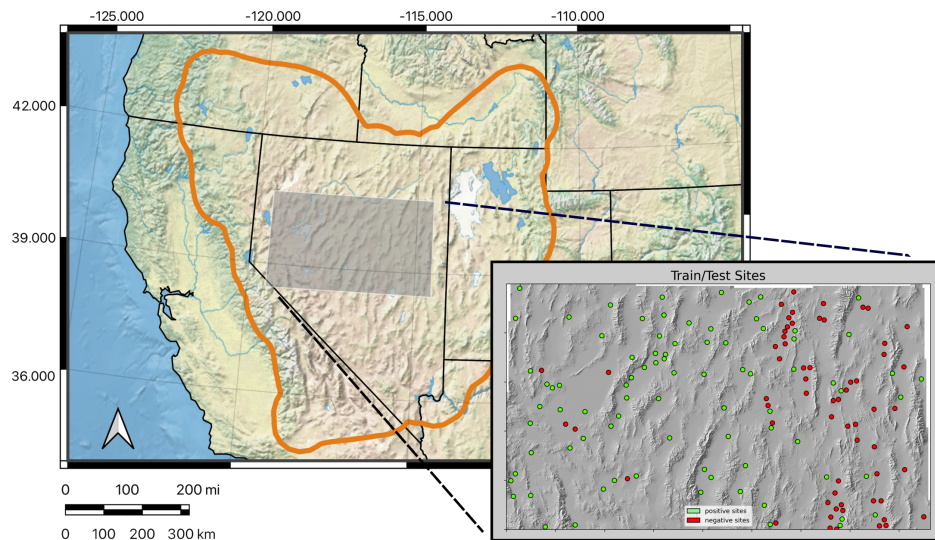 -125.000 -120.000 -115.000 -110.000
42.000
39.000
36.000
Train/Test Sites
positive sites
negative sites
0 100 200 mi
0 100 200 300 km